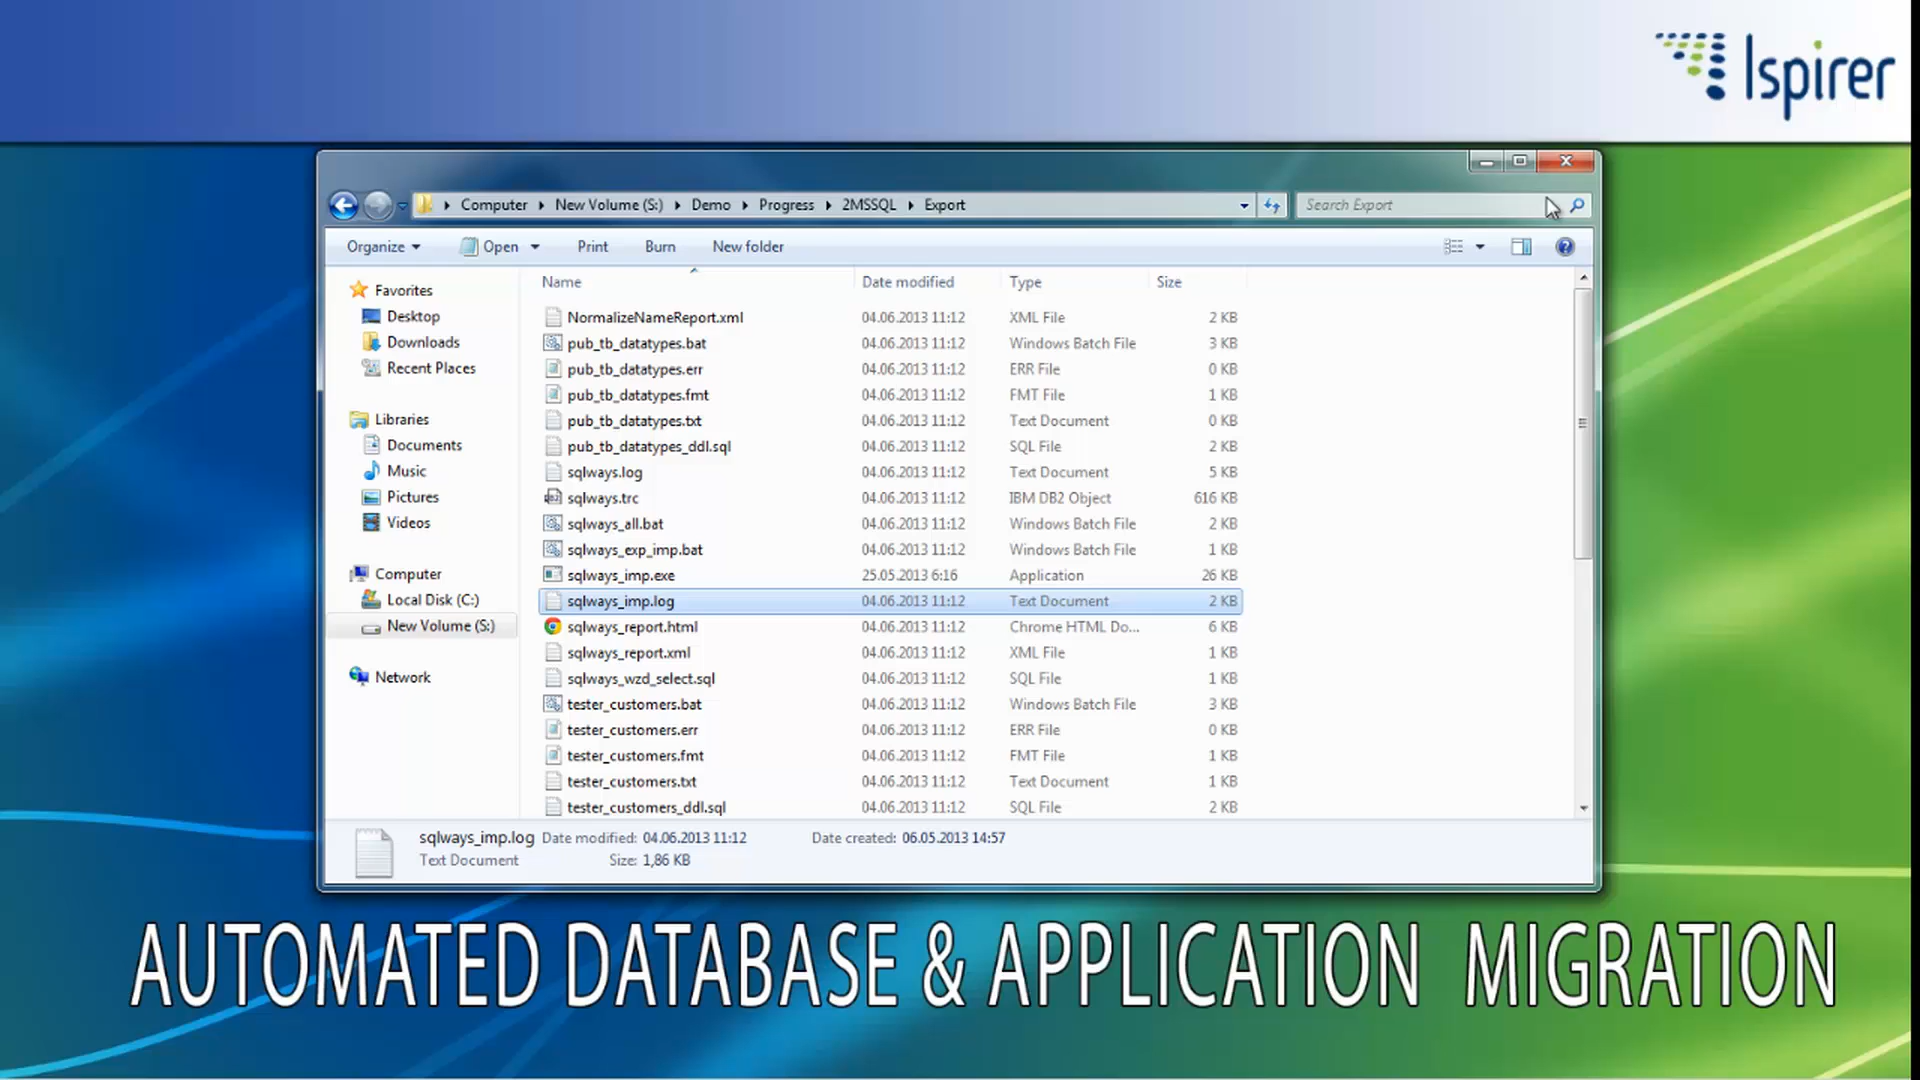 Ispirer
Computer New Volume (S:) Demo Progress 2MSSQL Export
Search Export
Organize Open Print Burn New folder
Name Date modified Type Size
Favorites
Desktop
Downloads
Recent Places
Libraries
Documents
Music
Pictures
Videos
Computer
Local Disk (C:)
New Volume (S:)
Network
NormalizeNameReport.xml 04.06.2013 11:12 XML File 2 KB
pub_tb_datatypes.bat 04.06.2013 11:12 Windows Batch File 3 KB
pub_tb_datatypes.err 04.06.2013 11:12 ERR File 0 KB
pub_tb_datatypes.fmt 04.06.2013 11:12 FMT File 1 KB
pub_tb_datatypes.txt 04.06.2013 11:12 Text Document 0 KB
pub_tb_datatypes_ddl.sql 04.06.2013 11:12 SQL File 2 KB
sqlways.log 04.06.2013 11:12 Text Document 5 KB
sqlways.trc 04.06.2013 11:12 IBM DB2 Object 616 KB
sqlways_all.bat 04.06.2013 11:12 Windows Batch File 2 KB
sqlways_exp_imp.bat 04.06.2013 11:12 Windows Batch File 1 KB
sqlways_imp.exe 25.05.2013 6:16 Application 26 KB
sqlways_imp.log 04.06.2013 11:12 Text Document 2 KB
sqlways_report.html 04.06.2013 11:12 Chrome HTML Do... 6 KB
sqlways_report.xml 04.06.2013 11:12 XML File 1 KB
sqlways_wzd_select.sql 04.06.2013 11:12 SQL File 1 KB
tester_customers.bat 04.06.2013 11:12 Windows Batch File 3 KB
tester_customers.err 04.06.2013 11:12 ERR File 0 KB
tester_customers.fmt 04.06.2013 11:12 FMT File 1 KB
tester_customers.txt 04.06.2013 11:12 Text Document 1 KB
tester_customers_ddl.sql 04.06.2013 11:12 SQL File 2 KB
sqlways_imp.log Date modified: 04.06.2013 11:12 Date created: 06.05.2013 14:57
Text Document Size: 1,86 KB
AUTOMATED DATABASE & APPLICATION MIGRATION